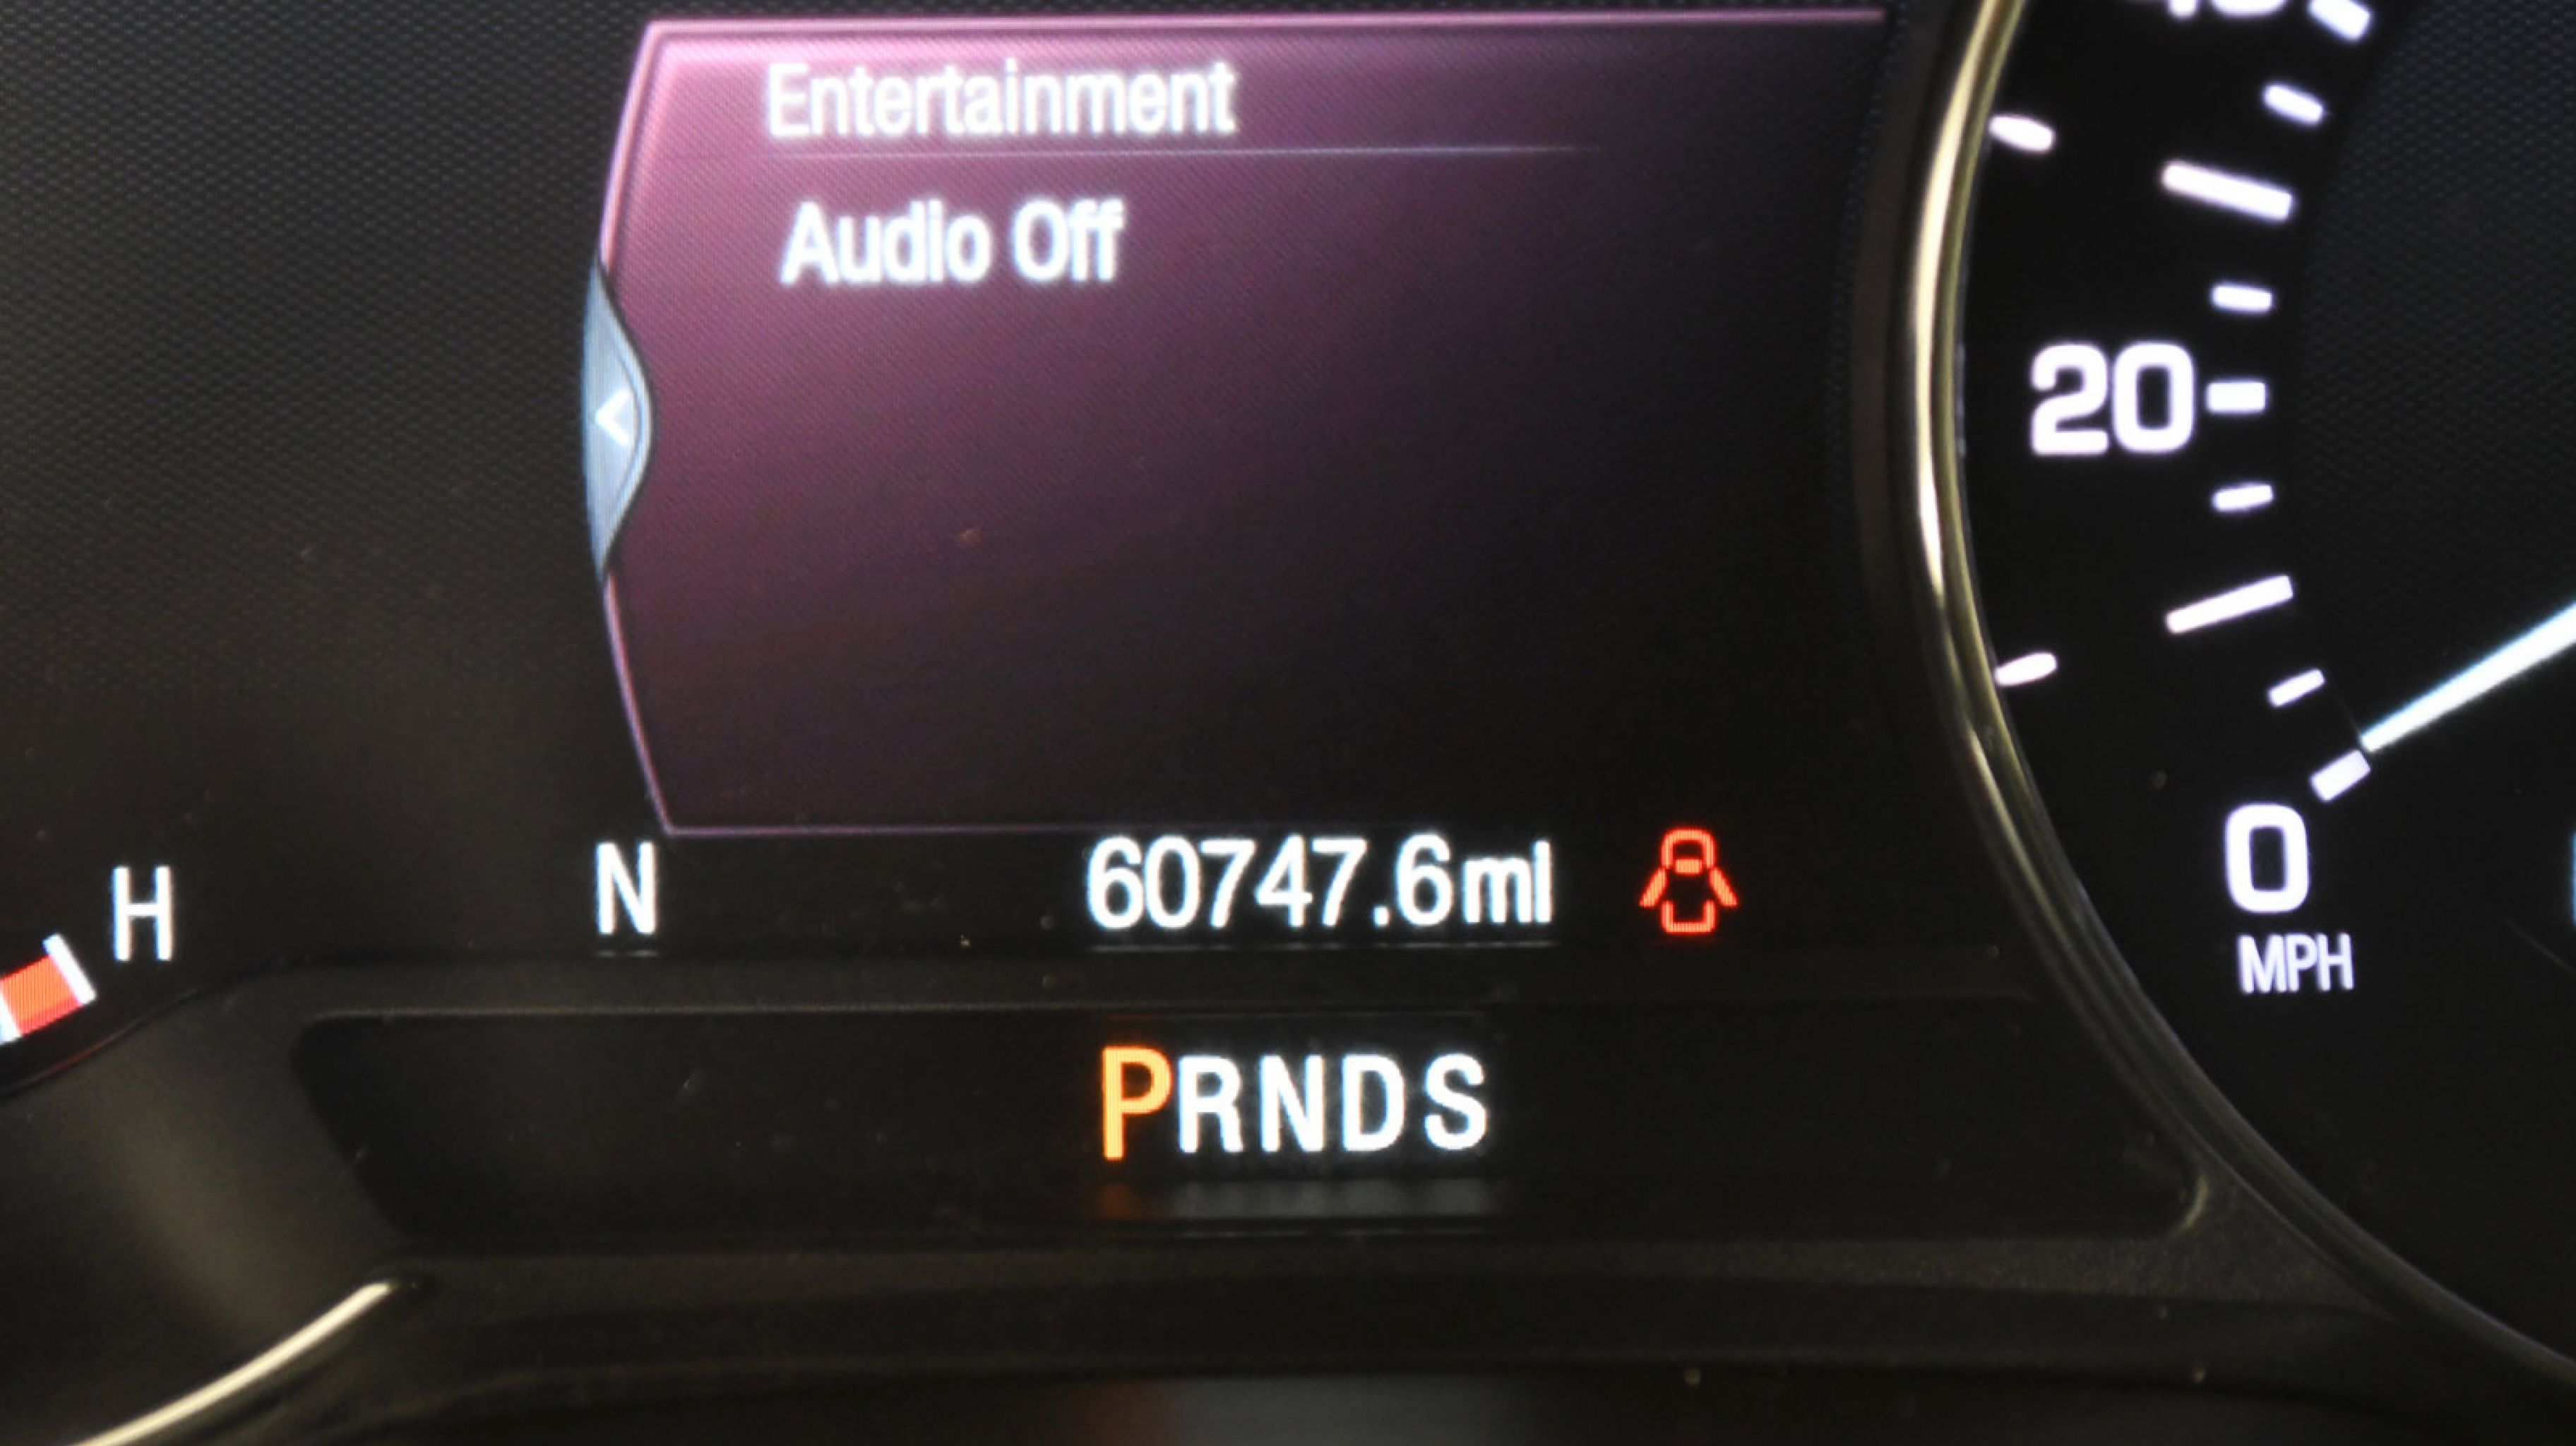 Entertainment
Audio Off
20
H
N
60747.6mi
0
MPH
PRNDS